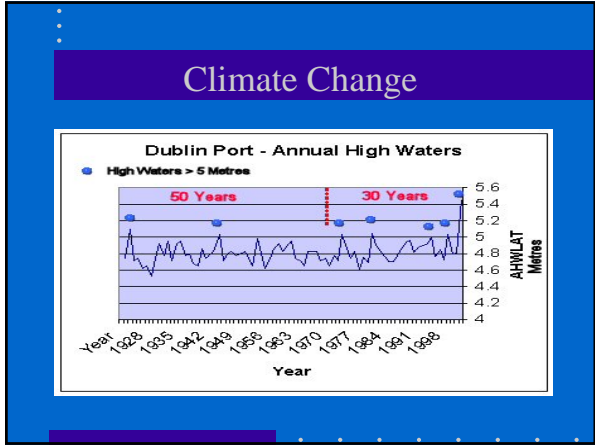 Climate Change
Dublin Port - Annual High Waters
High Waters > 5 Metres
50 Years
30 Years
5.6
5.4
5.2
5
4.8
4.6
4.4
4.2
4
AHWLAT
Metres
Year
1928
1935
1942
1949
1956
1963
1970
1977
1984
1991
1998
Year